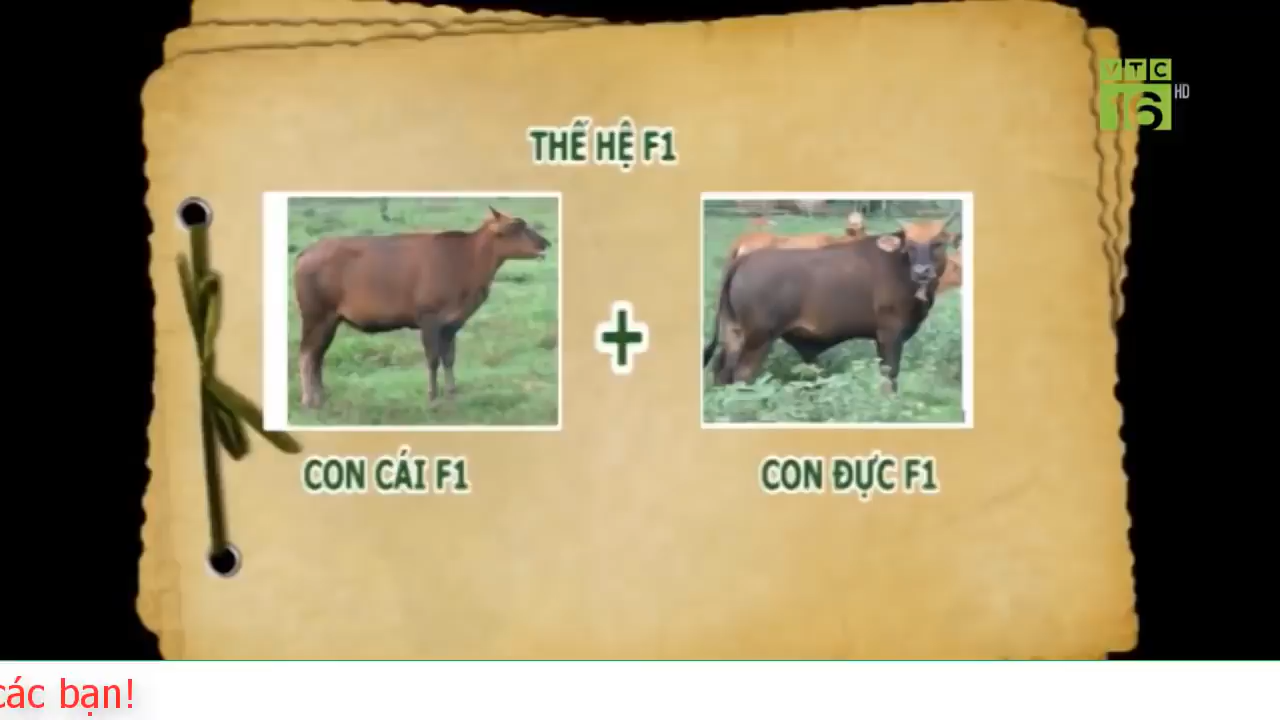 VTC
16 HD
THẾ HỆ F1
+
CON CÁI F1
CON ĐỰC F1
các bạn!